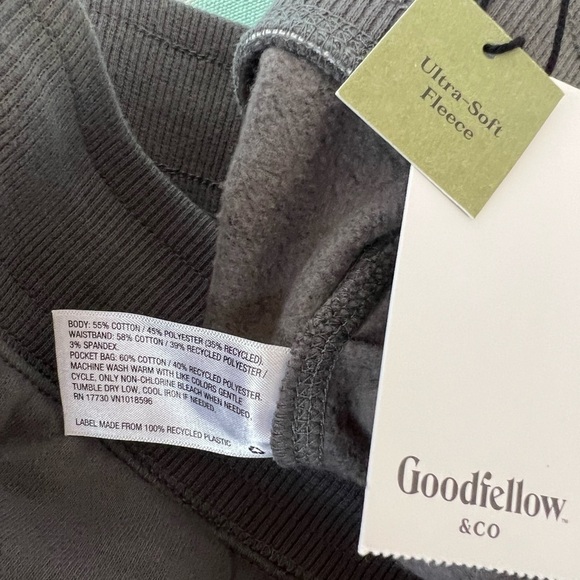 Ultra-Soft
Fleece
BODY: 55% COTTON / 45% POLYESTER (35% RECYCLED).
WAISTBAND: 58% COTTON / 39% RECYCLED POLYESTER /
3% SPANDEX.
POCKET BAG: 60% COTTON / 40% RECYCLED POLYESTER.
MACHINE WASH WARM WITH LIKE COLORS GENTLE
CYCLE, ONLY NON-CHLORINE BLEACH WHEN NEEDED,
TUMBLE DRY LOW, COOL IRON IF NEEDED.
RN 17730 VN1018596
LABEL MADE FROM 100% RECYCLED PLASTIC
Goodfellow™
&CO